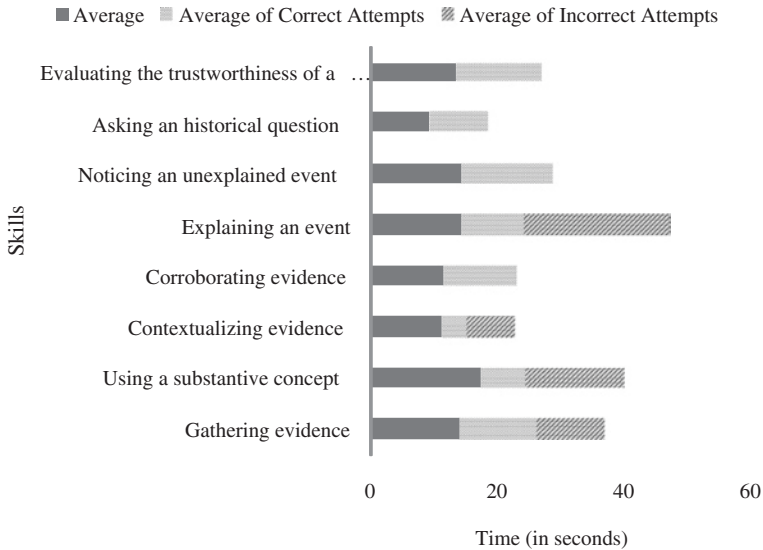 Average Average of Correct Attempts Average of Incorrect Attempts
Evaluating the trustworthiness of a ...
Asking an historical question
Noticing an unexplained event
Explaining an event
Corroborating evidence
Contextualizing evidence
Using a substantive concept
Gathering evidence
Skills
0 20 40 60
Time (in seconds)